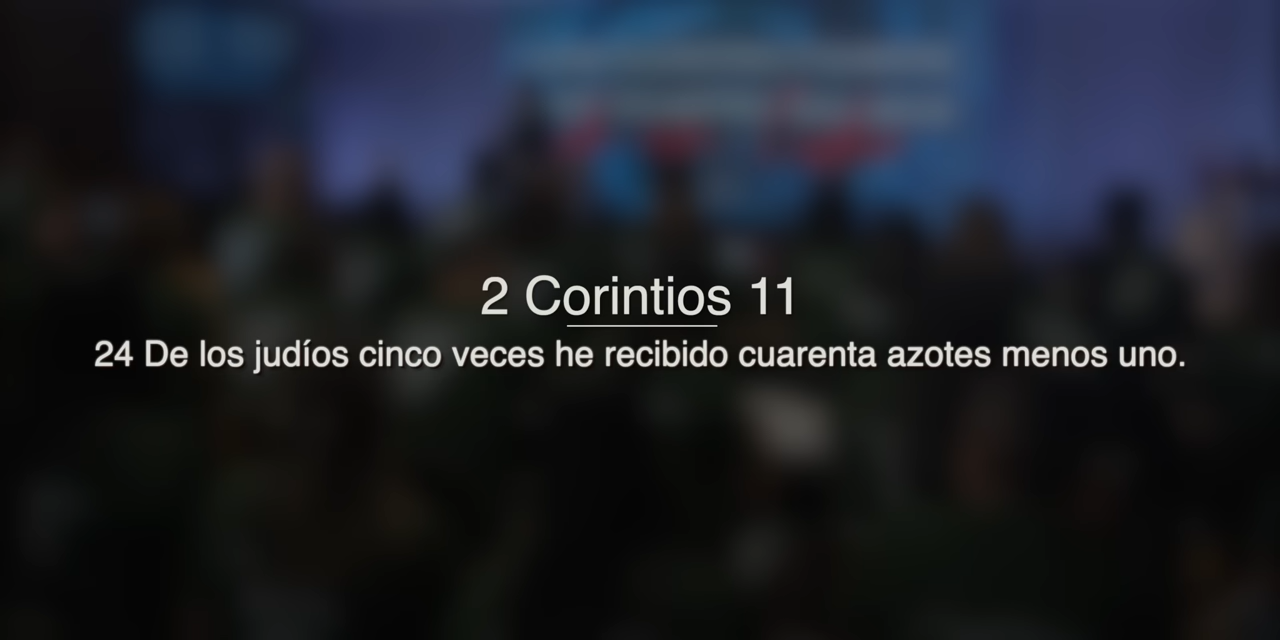 2 Corintios 11
24 De los judíos cinco veces he recibido cuarenta azotes menos uno.